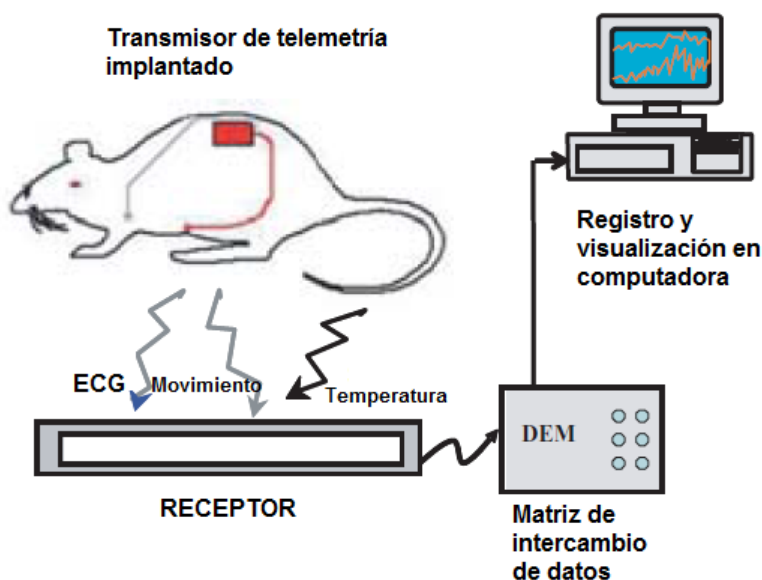 Transmisor de telemetría
implantado
Registro y
visualización en
computadora
ECG
Movimiento
Temperatura
RECEPTOR
DEM
Matriz de
intercambio
de datos